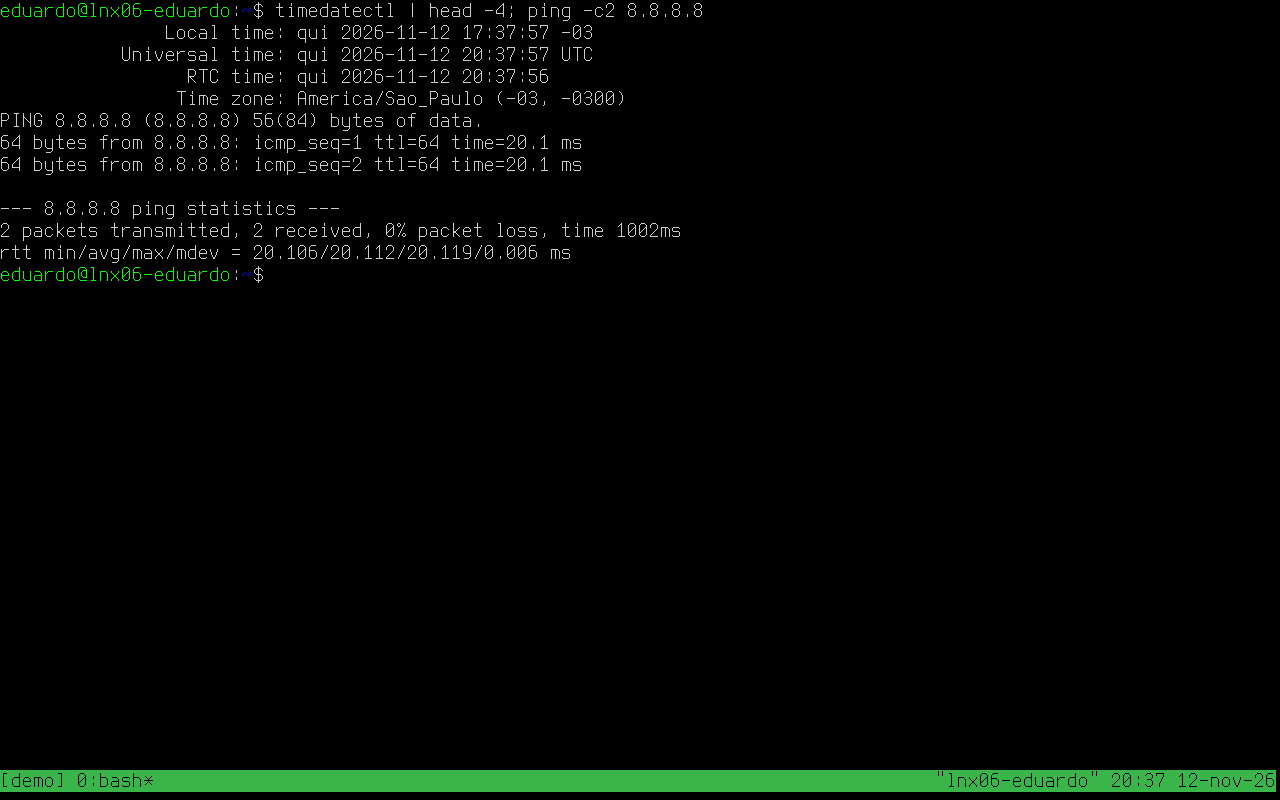 eduardo@lnx06-eduardo:~$ timedatectl | head -4; ping -c2 8.8.8.8
               Local time: qui 2026-11-12 17:37:57 -03
           Universal time: qui 2026-11-12 20:37:57 UTC
                 RTC time: qui 2026-11-12 20:37:56
                Time zone: America/Sao_Paulo (-03, -0300)
PING 8.8.8.8 (8.8.8.8) 56(84) bytes of data.
64 bytes from 8.8.8.8: icmp_seq=1 ttl=64 time=20.1 ms
64 bytes from 8.8.8.8: icmp_seq=2 ttl=64 time=20.1 ms

--- 8.8.8.8 ping statistics ---
2 packets transmitted, 2 received, 0% packet loss, time 1002ms
rtt min/avg/max/mdev = 20.106/20.112/20.119/0.006 ms
eduardo@lnx06-eduardo:~$
[demo] 0:bash* "lnx06-eduardo" 20:37 12-nov-26